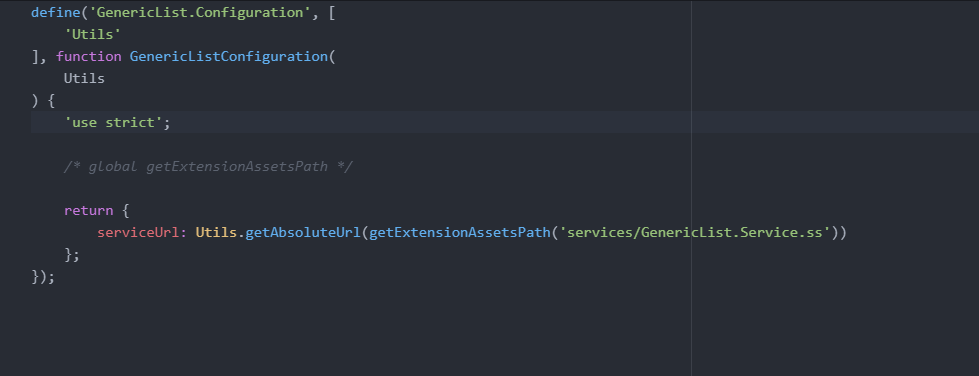 define('GenericList.Configuration', [
    'Utils'
], function GenericListConfiguration(
    Utils
) {
    'use strict';
    /* global getExtensionAssetsPath */
    return {
        serviceUrl: Utils.getAbsoluteUrl(getExtensionAssetsPath('services/GenericList.Service.ss'))
    };
});